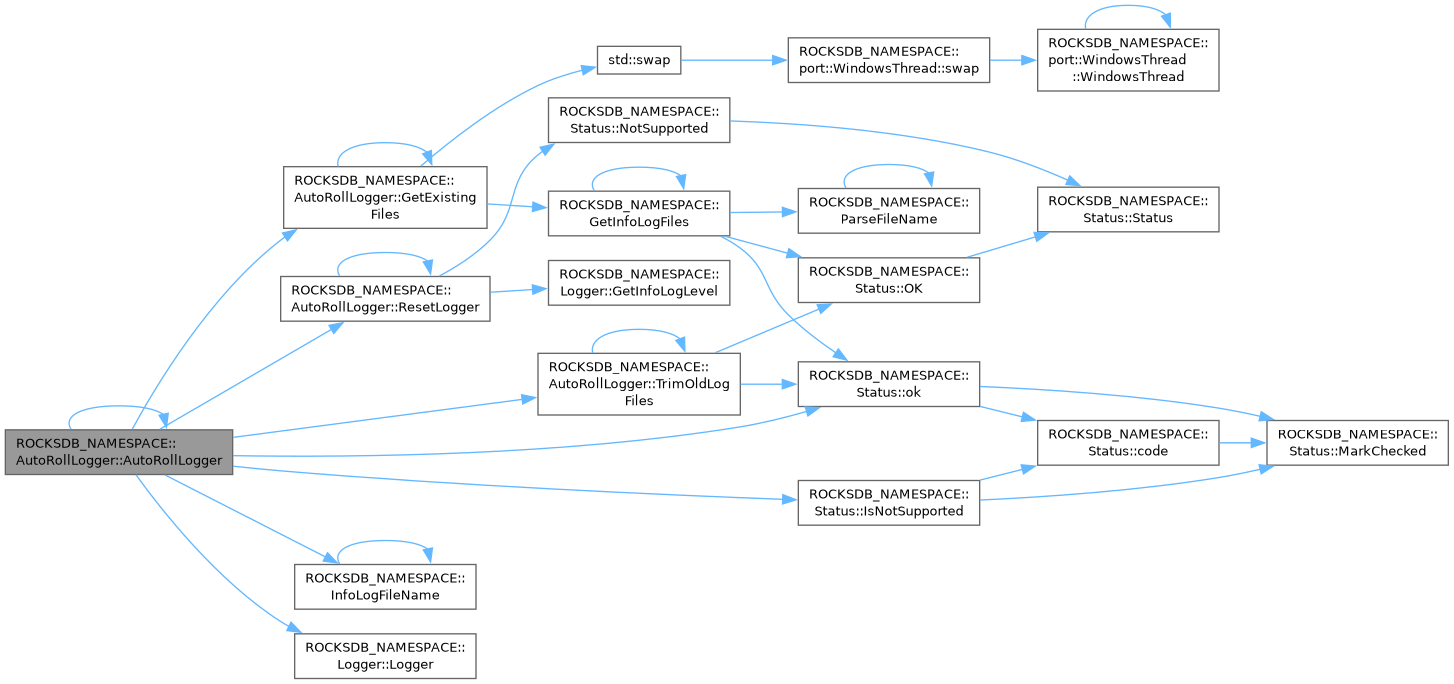 ROCKSDB_NAMESPACE::
AutoRollLogger::AutoRollLogger
ROCKSDB_NAMESPACE::
AutoRollLogger::GetExisting
Files
ROCKSDB_NAMESPACE::
AutoRollLogger::ResetLogger
ROCKSDB_NAMESPACE::
InfoLogFileName
ROCKSDB_NAMESPACE::
Logger::Logger
std::swap
ROCKSDB_NAMESPACE::
Status::NotSupported
ROCKSDB_NAMESPACE::
GetInfoLogFiles
ROCKSDB_NAMESPACE::
Logger::GetInfoLogLevel
ROCKSDB_NAMESPACE::
AutoRollLogger::TrimOldLog
Files
ROCKSDB_NAMESPACE::
port::WindowsThread::swap
ROCKSDB_NAMESPACE::
ParseFileName
ROCKSDB_NAMESPACE::
Status::OK
ROCKSDB_NAMESPACE::
Status::ok
ROCKSDB_NAMESPACE::
Status::IsNotSupported
ROCKSDB_NAMESPACE::
port::WindowsThread
::WindowsThread
ROCKSDB_NAMESPACE::
Status::Status
ROCKSDB_NAMESPACE::
Status::code
ROCKSDB_NAMESPACE::
Status::MarkChecked